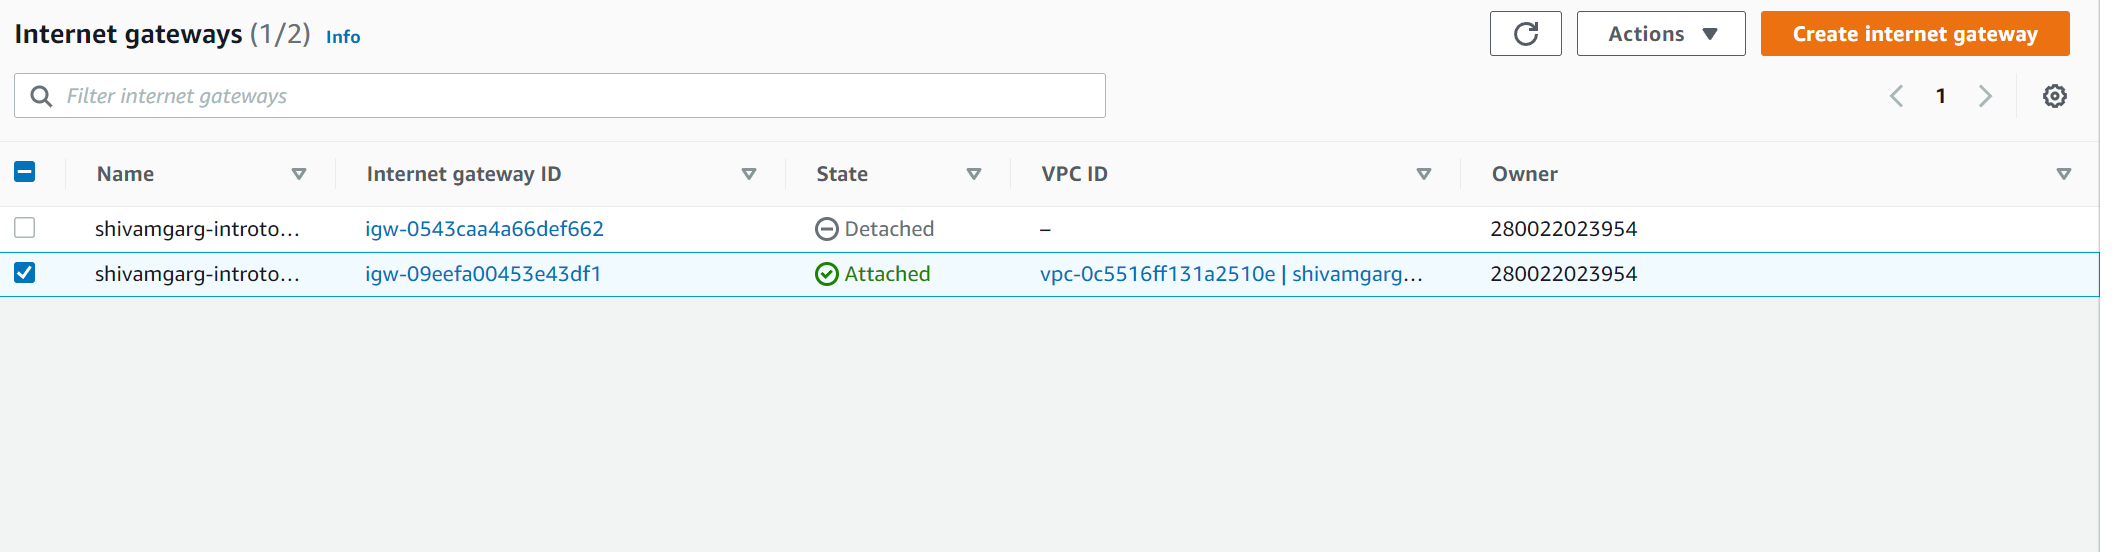 Internet gateways (1/2) Info
Actions
Create internet gateway
Filter internet gateways
1
Name Internet gateway ID State VPC ID Owner
shivamgarg-introto... igw-0543caa4a66def662 Detached – 280022023954
shivamgarg-introto... igw-09eefa00453e43df1 Attached vpc-0c5516ff131a2510e | shivamgarg... 280022023954